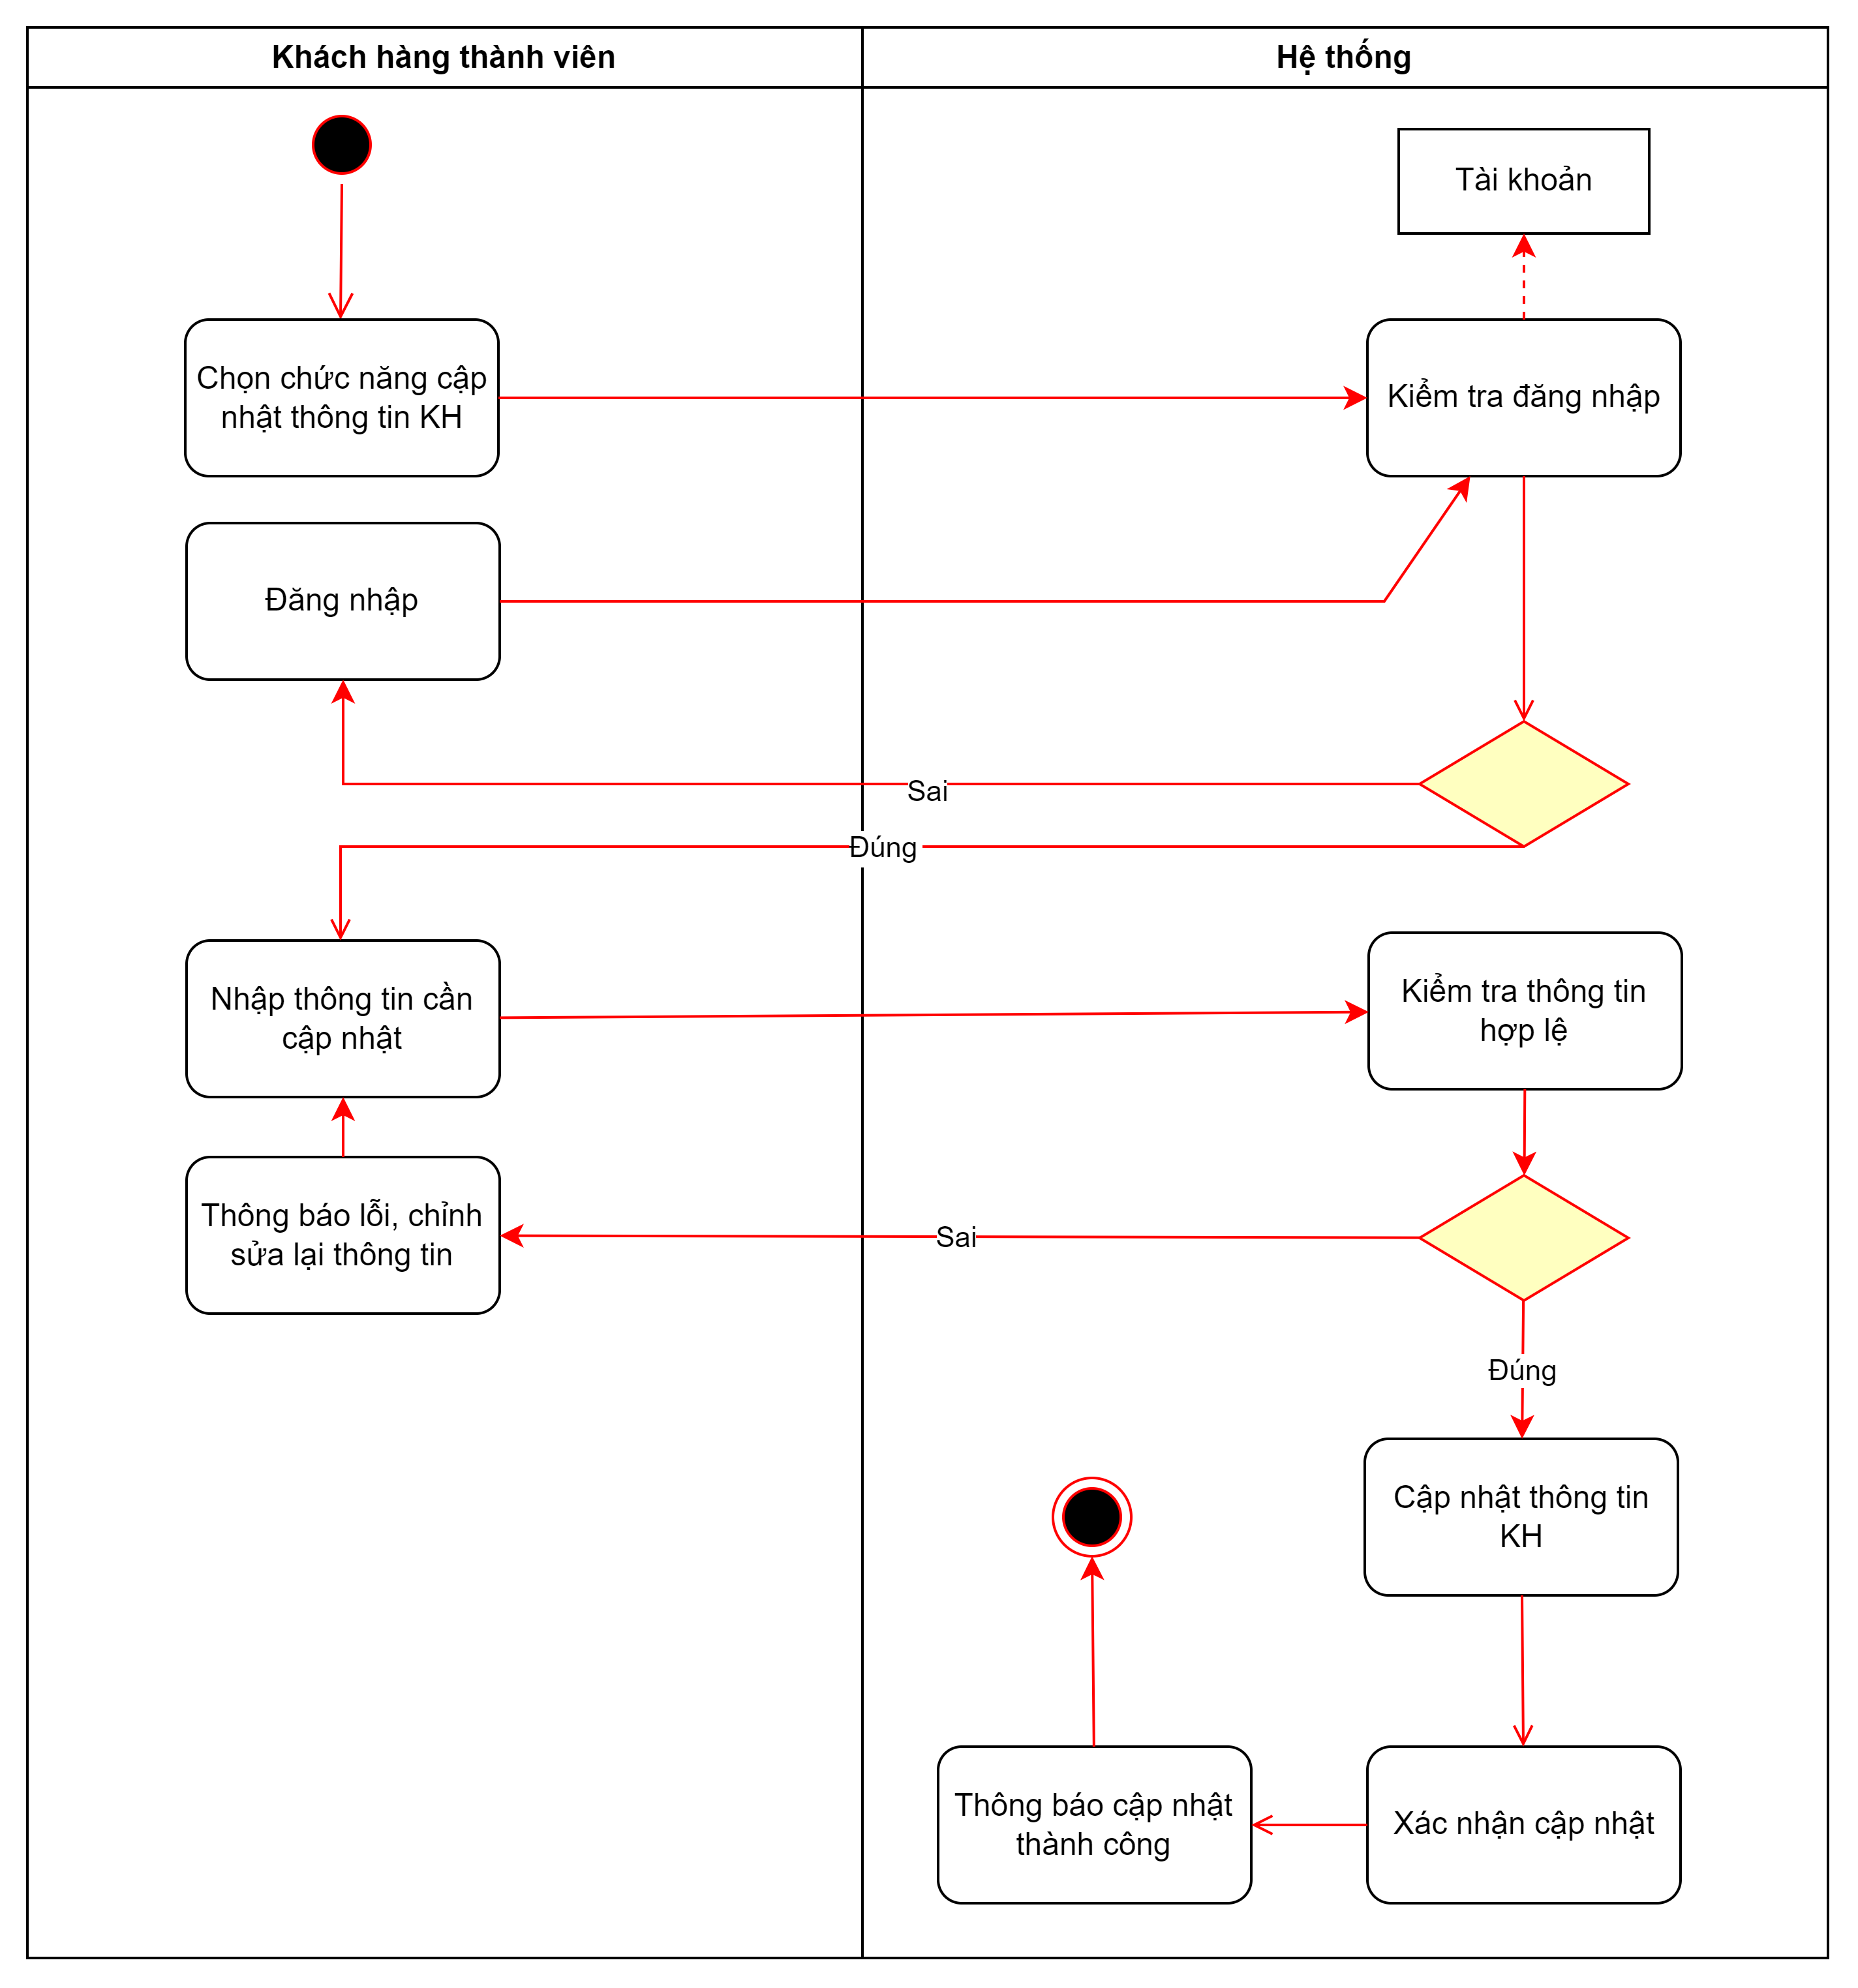 Khách hàng thành viên
Hệ thống
Tài khoản
Chọn chức năng cập
nhật thông tin KH
Kiểm tra đăng nhập
Đăng nhập
Sai
Đúng
Nhập thông tin cần
cập nhật
Kiểm tra thông tin
hợp lệ
Thông báo lỗi, chỉnh
sửa lại thông tin
Sai
Đúng
Cập nhật thông tin
KH
Thông báo cập nhật
thành công
Xác nhận cập nhật